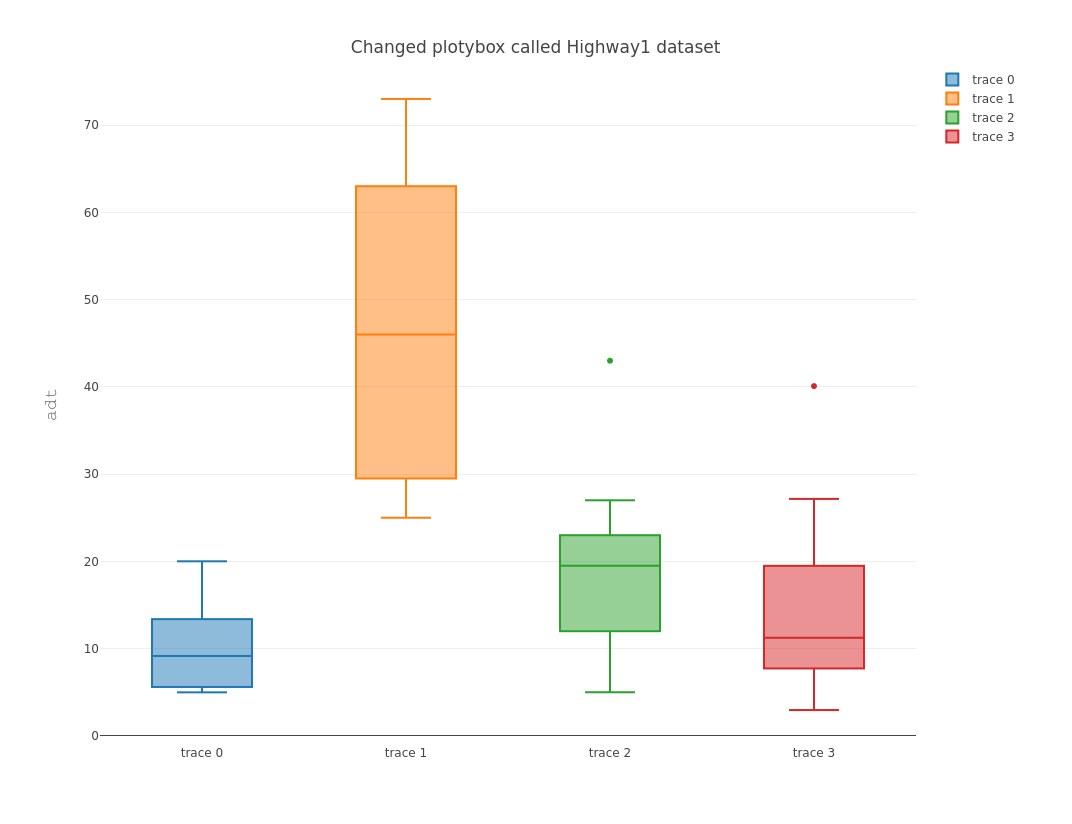 Changed plotybox called Highway1 dataset
trace 0
trace 1
trace 2
trace 3
70
60
50
40
30
20
10
0
adt
trace 0
trace 1
trace 2
trace 3